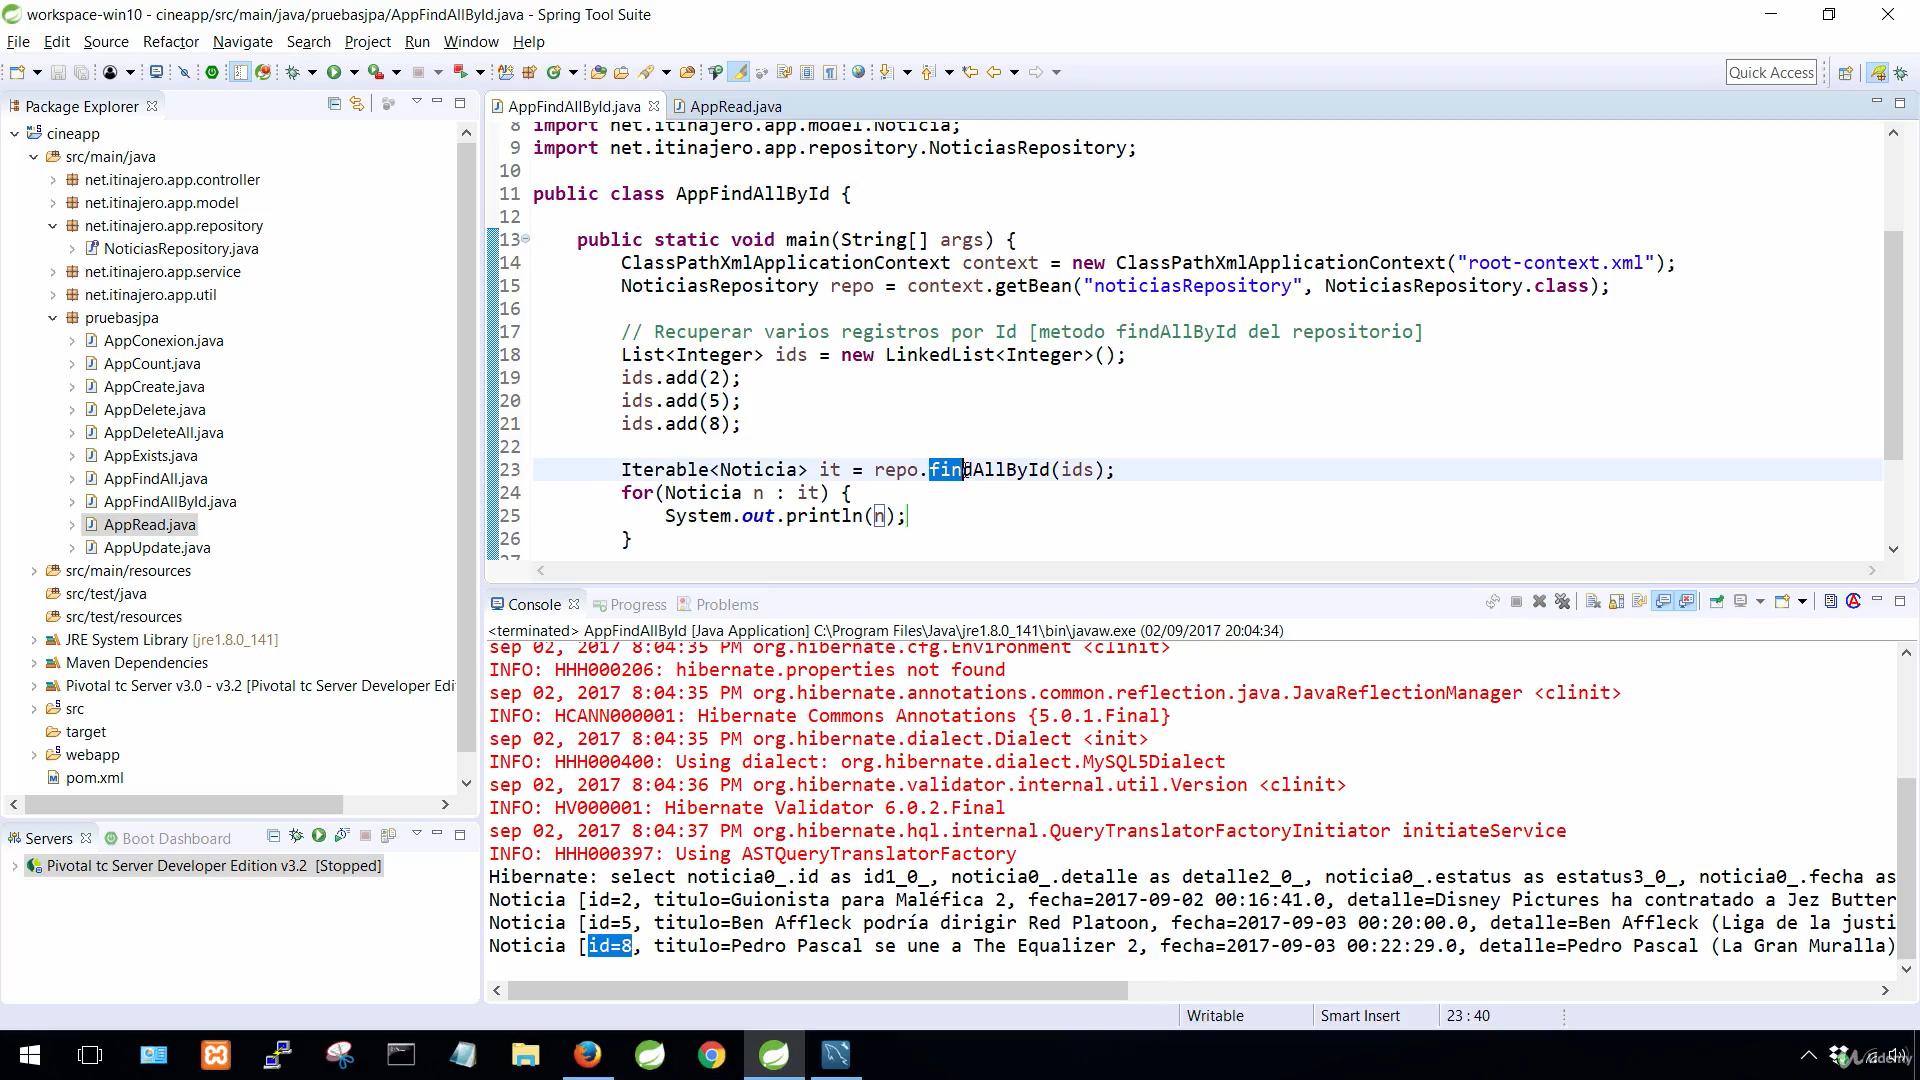 workspace-win10 - cineapp/src/main/java/pruebasjpa/AppFindAllById.java - Spring Tool Suite
File Edit Source Refactor Navigate Search Project Run Window Help
Quick Access
Package Explorer
cineapp
src/main/java
net.itinajero.app.controller
net.itinajero.app.model
net.itinajero.app.repository
NoticiasRepository.java
net.itinajero.app.service
net.itinajero.app.util
pruebasjpa
AppConexion.java
AppCount.java
AppCreate.java
AppDelete.java
AppDeleteAll.java
AppExists.java
AppFindAll.java
AppFindAllById.java
AppRead.java
AppUpdate.java
src/main/resources
src/test/java
src/test/resources
JRE System Library [jre1.8.0_141]
Maven Dependencies
Pivotal tc Server v3.0 - v3.2 [Pivotal tc Server Developer Edi
src
target
webapp
pom.xml
Servers Boot Dashboard
Pivotal tc Server Developer Edition v3.2 [Stopped]
AppFindAllById.java AppRead.java
8 import net.itinajero.app.model.Noticia;
9 import net.itinajero.app.repository.NoticiasRepository;
10
11 public class AppFindAllById {
12
13 public static void main(String[] args) {
14 ClassPathXmlApplicationContext context = new ClassPathXmlApplicationContext("root-context.xml");
15 NoticiasRepository repo = context.getBean("noticiasRepository", NoticiasRepository.class);
16
17 // Recuperar varios registros por Id [metodo findAllById del repositorio]
18 List<Integer> ids = new LinkedList<Integer>();
19 ids.add(2);
20 ids.add(5);
21 ids.add(8);
22
23 Iterable<Noticia> it = repo.findAllById(ids);
24 for(Noticia n : it) {
25 System.out.println(n);
26 }
27
Console Progress Problems
<terminated> AppFindAllById [Java Application] C:\Program Files\Java\jre1.8.0_141\bin\javaw.exe (02/09/2017 20:04:34)
sep 02, 2017 8:04:35 PM org.hibernate.cfg.Environment <clinit>
INFO: HHH000206: hibernate.properties not found
sep 02, 2017 8:04:35 PM org.hibernate.annotations.common.reflection.java.JavaReflectionManager <clinit>
INFO: HCANN000001: Hibernate Commons Annotations {5.0.1.Final}
sep 02, 2017 8:04:35 PM org.hibernate.dialect.Dialect <init>
INFO: HHH000400: Using dialect: org.hibernate.dialect.MySQL5Dialect
sep 02, 2017 8:04:36 PM org.hibernate.validator.internal.util.Version <clinit>
INFO: HV000001: Hibernate Validator 6.0.2.Final
sep 02, 2017 8:04:37 PM org.hibernate.hql.internal.QueryTranslatorFactoryInitiator initiateService
INFO: HHH000397: Using ASTQueryTranslatorFactory
Hibernate: select noticia0_.id as id1_0_, noticia0_.detalle as detalle2_0_, noticia0_.estatus as estatus3_0_, noticia0_.fecha as
Noticia [id=2, titulo=Guionista para Maléfica 2, fecha=2017-09-02 00:16:41.0, detalle=Disney Pictures ha contratado a Jez Butter
Noticia [id=5, titulo=Ben Affleck podría dirigir Red Platoon, fecha=2017-09-03 00:20:00.0, detalle=Ben Affleck (Liga de la justi
Noticia [id=8, titulo=Pedro Pascal se une a The Equalizer 2, fecha=2017-09-03 00:22:29.0, detalle=Pedro Pascal (La Gran Muralla)
Writable Smart Insert 23 : 40